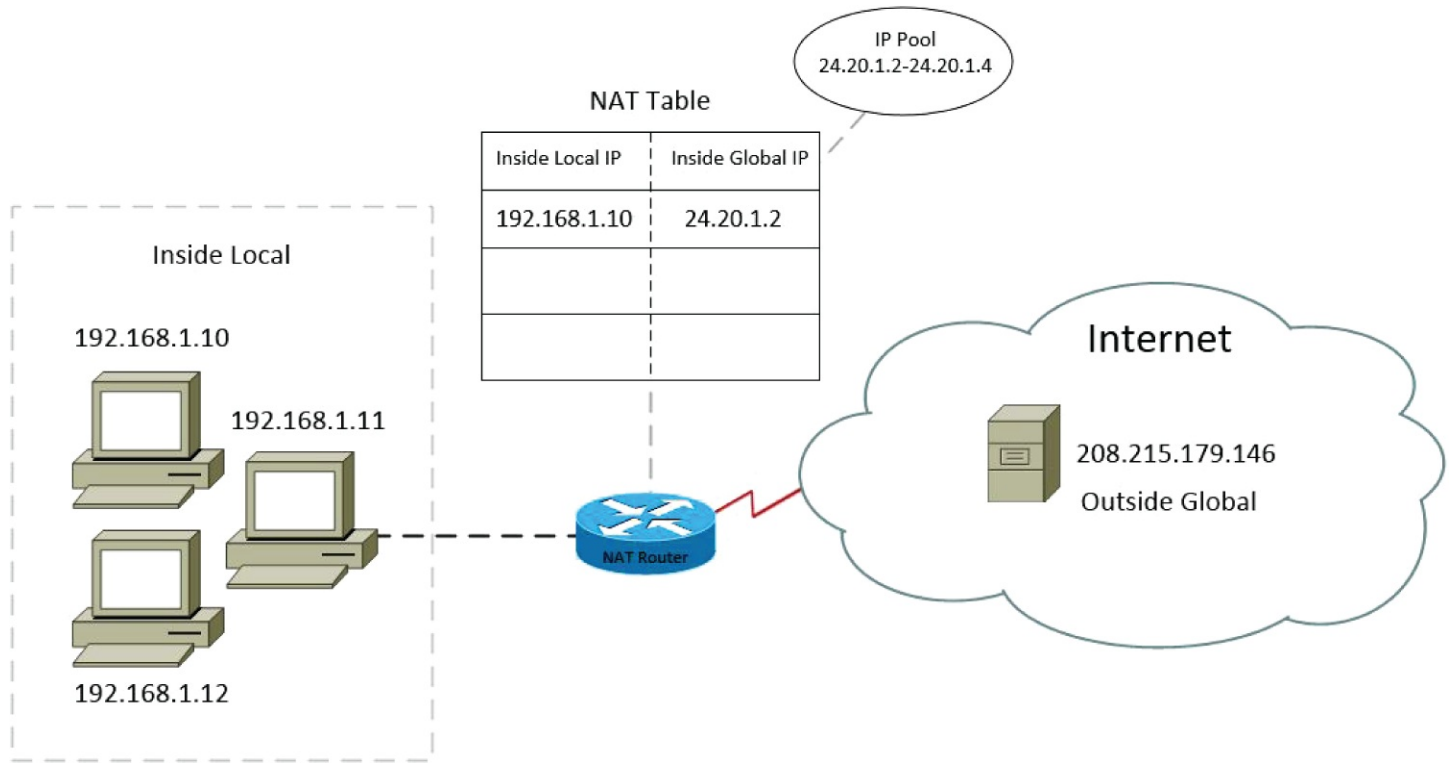 IP Pool
24.20.1.2-24.20.1.4
NAT Table
Inside Local IP
Inside Global IP
192.168.1.10
24.20.1.2
Inside Local
192.168.1.10
192.168.1.11
192.168.1.12
NAT Router
Internet
208.215.179.146
Outside Global